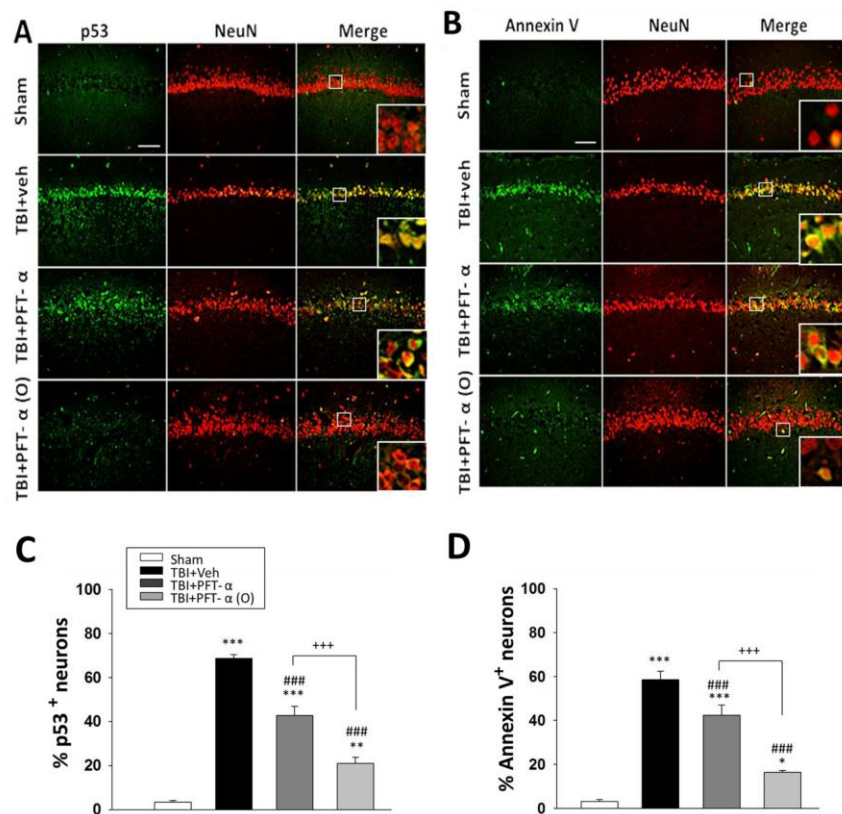 A
p53 NeuN Merge
Sham
TBI+veh
TBI+PFT- α
TBI+PFT- α (O)
B
Annexin V NeuN Merge
Sham
TBI+veh
TBI+PFT- α
TBI+PFT- α (O)
C
Sham
TBI+Veh
TBI+PFT- α
TBI+PFT- α (O)
% p53 + neurons
100
80
60
40
20
0
***
###
***
+++
###
**
D
% Annexin V+ neurons
100
80
60
40
20
0
***
###
***
+++
###
*